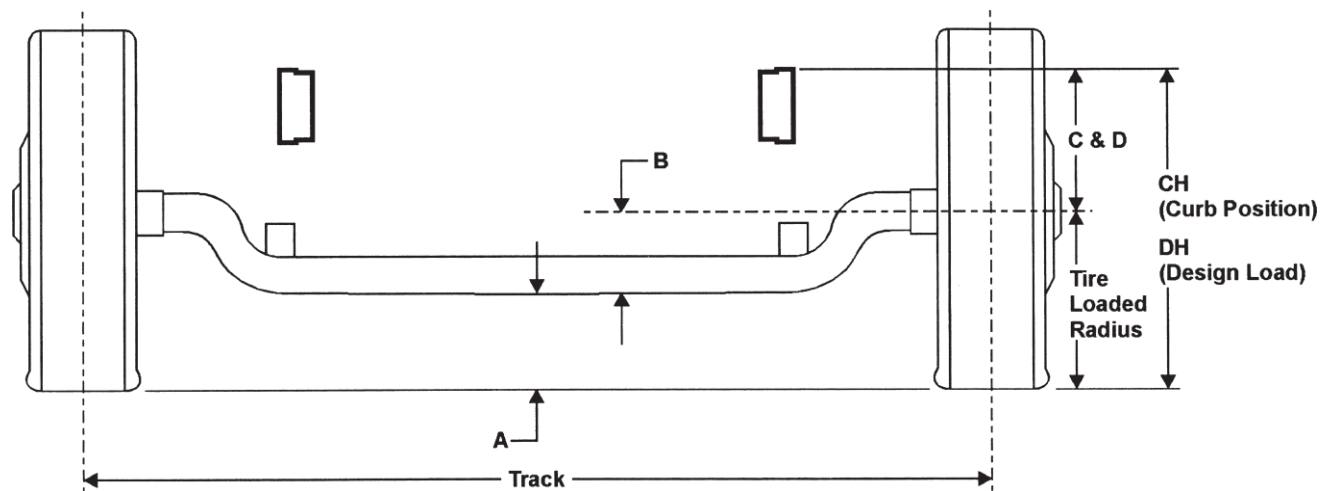 B
C & D
CH
(Curb Position)
DH
(Design Load)
Tire
Loaded
Radius
A
Track